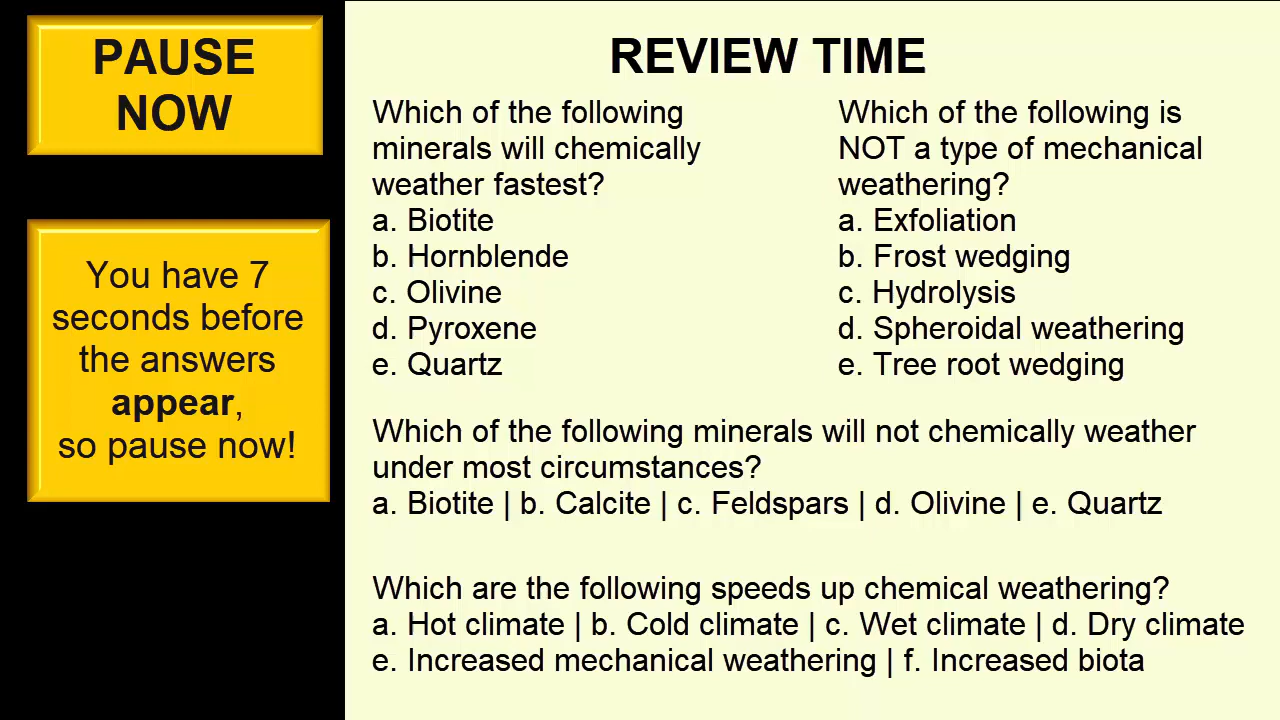 PAUSE
NOW
You have 7
seconds before
the answers
appear,
so pause now!
REVIEW TIME
Which of the following
minerals will chemically
weather fastest?
a. Biotite
b. Hornblende
c. Olivine
d. Pyroxene
e. Quartz
Which of the following is
NOT a type of mechanical
weathering?
a. Exfoliation
b. Frost wedging
c. Hydrolysis
d. Spheroidal weathering
e. Tree root wedging
Which of the following minerals will not chemically weather
under most circumstances?
a. Biotite | b. Calcite | c. Feldspars | d. Olivine | e. Quartz
Which are the following speeds up chemical weathering?
a. Hot climate | b. Cold climate | c. Wet climate | d. Dry climate
e. Increased mechanical weathering | f. Increased biota